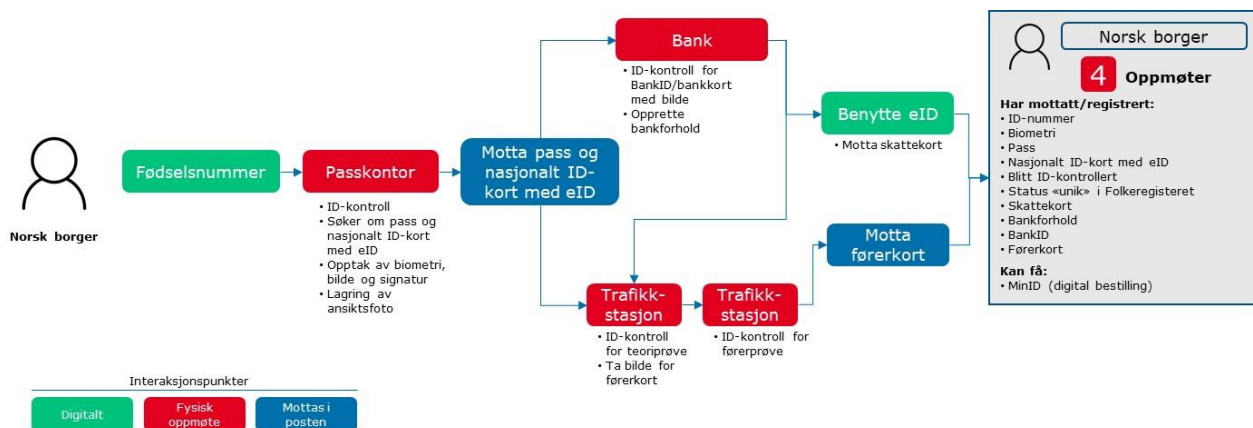 Norsk borger
Fødselsnummer
Passkontor
• ID-kontroll
• Søker om pass og
nasjonalt ID-kort
med eID
• Opptak av biometri,
bilde og signatur
• Lagring av
ansiktsfoto
Motta pass og
nasjonalt ID-
kort med eID
Bank
• ID-kontroll for
BankID/bankkort
med bilde
• Opprette
bankforhold
Trafikk-
stasjon
• ID-kontroll
for teoriprøve
• Ta bilde for
førerkort
Trafikk-
stasjon
• ID-kontroll for
førerprøve
Benytte eID
• Motta skattekort
Motta
førerkort
Norsk borger
4 Oppmøter
Har mottatt/registrert:
• ID-nummer
• Biometri
• Pass
• Nasjonalt ID-kort med eID
• Blitt ID-kontrollert
• Status «unik» i Folkeregisteret
• Skattekort
• Bankforhold
• BankID
• Førerkort
Kan få:
• MinID (digital bestilling)
Interaksjonspunkter
Digitalt
Fysisk
oppmøte
Mottas i
posten